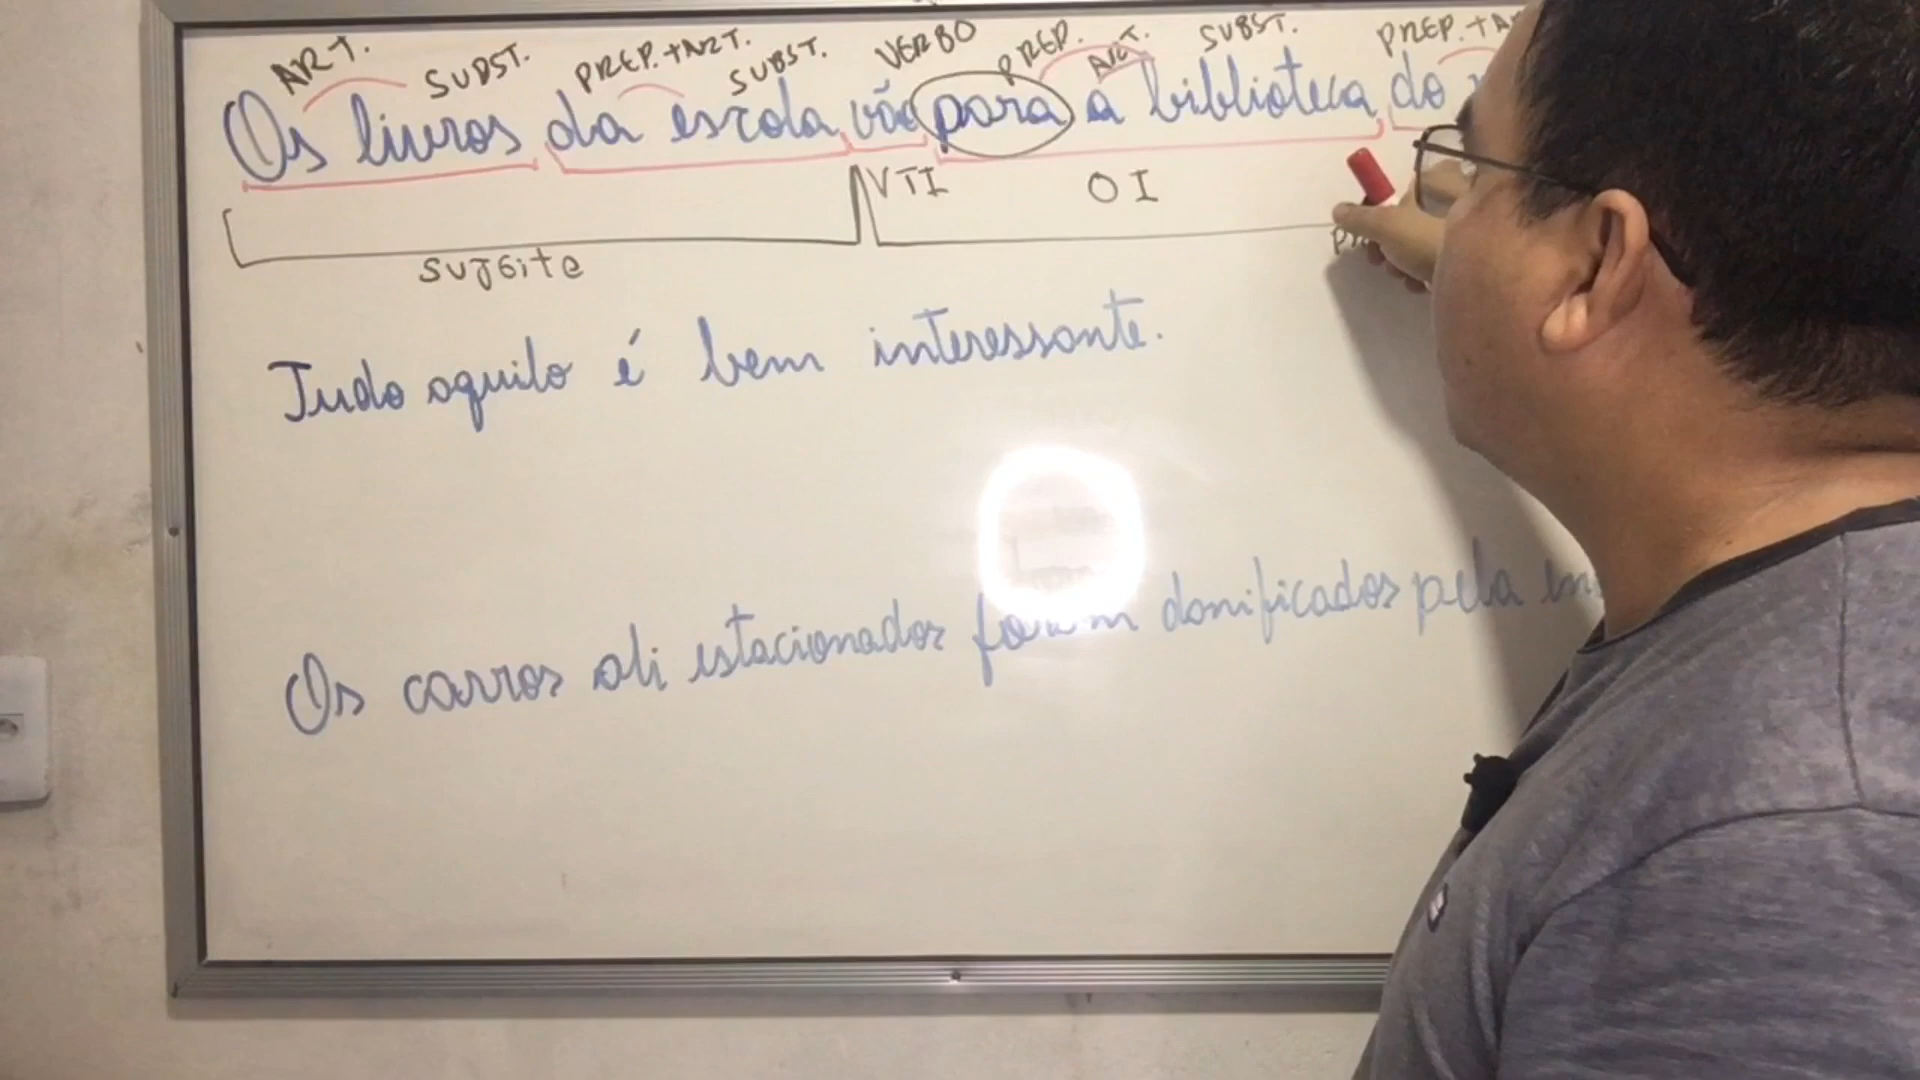 ART. SUBST. PREP.+ART. SUBST. VERBO PREP. ART. SUBST. PREP.+A
Os livros da escola vão para a biblioteca do
VTI OI
sujeito
Tudo aquilo é bem interessante.
Os carros ali estacionados foram danificados pela